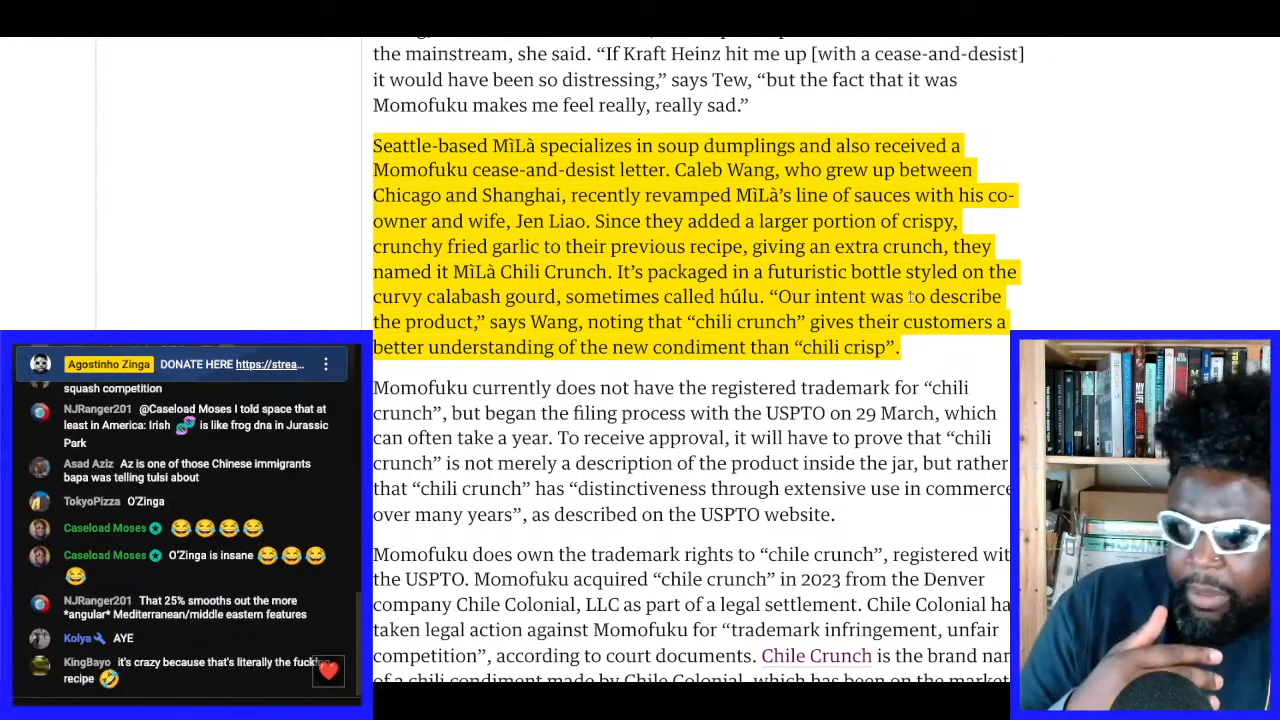 the mainstream, she said. “If Kraft Heinz hit me up [with a cease-and-desist]
it would have been so distressing,” says Tew, “but the fact that it was
Momofuku makes me feel really, really sad.”
Seattle-based MìLà specializes in soup dumplings and also received a
Momofuku cease-and-desist letter. Caleb Wang, who grew up between
Chicago and Shanghai, recently revamped MìLà’s line of sauces with his co-
owner and wife, Jen Liao. Since they added a larger portion of crispy,
crunchy fried garlic to their previous recipe, giving an extra crunch, they
named it MìLà Chili Crunch. It’s packaged in a futuristic bottle styled on the
curvy calabash gourd, sometimes called húlu. “Our intent was to describe
the product,” says Wang, noting that “chili crunch” gives their customers a
better understanding of the new condiment than “chili crisp”.
Momofuku currently does not have the registered trademark for “chili
crunch”, but began the filing process with the USPTO on 29 March, which
can often take a year. To receive approval, it will have to prove that “chili
crunch” is not merely a description of the product inside the jar, but rather
that “chili crunch” has “distinctiveness through extensive use in commerce
over many years”, as described on the USPTO website.
Momofuku does own the trademark rights to “chile crunch”, registered wit
the USPTO. Momofuku acquired “chile crunch” in 2023 from the Denver
company Chile Colonial, LLC as part of a legal settlement. Chile Colonial ha
taken legal action against Momofuku for “trademark infringement, unfair
competition”, according to court documents. Chile Crunch is the brand nam
of a chili condiment made by Chile Colonial, which has been on the market
Agostinho Zinga DONATE HERE https://strea...
squash competition
NJRanger201 @Caseload Moses I told space that at
least in America: Irish 🧬 is like frog dna in Jurassic
Park
Asad Aziz Az is one of those Chinese immigrants
bapa was telling tulsi about
TokyoPizza O'Zinga
Caseload Moses 😂😂😂😂
Caseload Moses O'Zinga is insane 😂😂😂
😂
NJRanger201 That 25% smooths out the more
*angular* Mediterranean/middle eastern features
Kolya AYE
KingBayo it's crazy because that's literally the fuckin
recipe 🤣